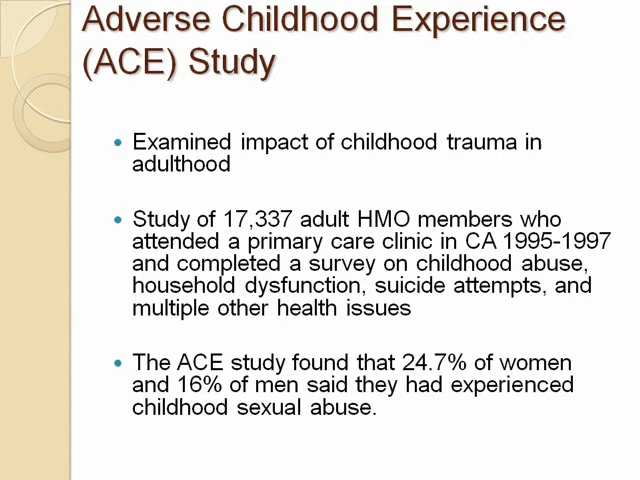 Adverse Childhood Experience
(ACE) Study
• Examined impact of childhood trauma in
adulthood
• Study of 17,337 adult HMO members who
attended a primary care clinic in CA 1995-1997
and completed a survey on childhood abuse,
household dysfunction, suicide attempts, and
multiple other health issues
• The ACE study found that 24.7% of women
and 16% of men said they had experienced
childhood sexual abuse.